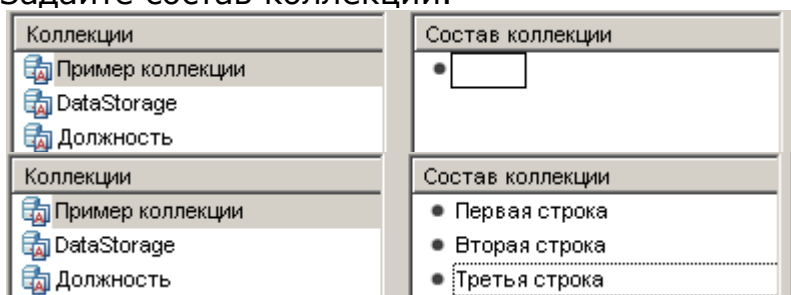 Задайте состав коллекции.
Коллекции
Состав коллекции
Пример коллекции
DataStorage
Должность
Коллекции
Состав коллекции
Пример коллекции
Первая строка
DataStorage
Вторая строка
Должность
Третья строка